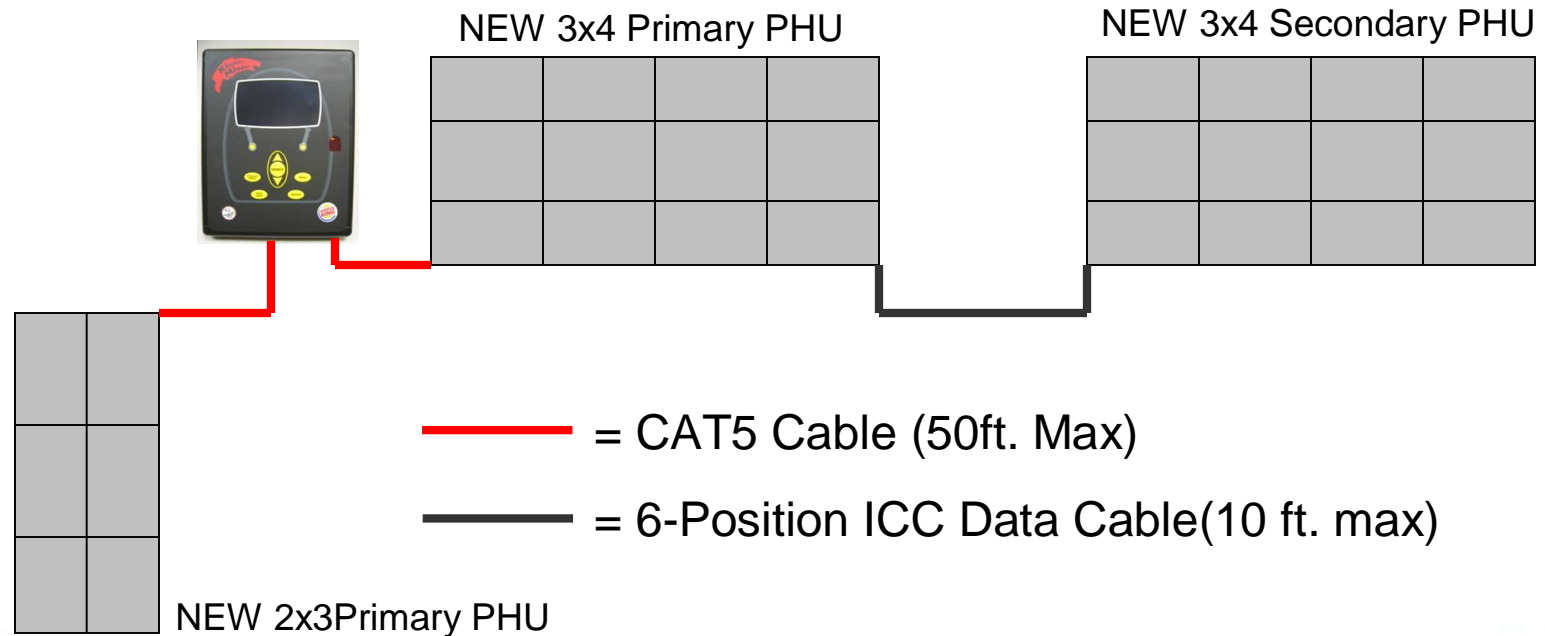 NEW 3x4 Primary PHU
NEW 3x4 Secondary PHU
= CAT5 Cable (50ft. Max)
= 6-Position ICC Data Cable(10 ft. max)
NEW 2x3Primary PHU